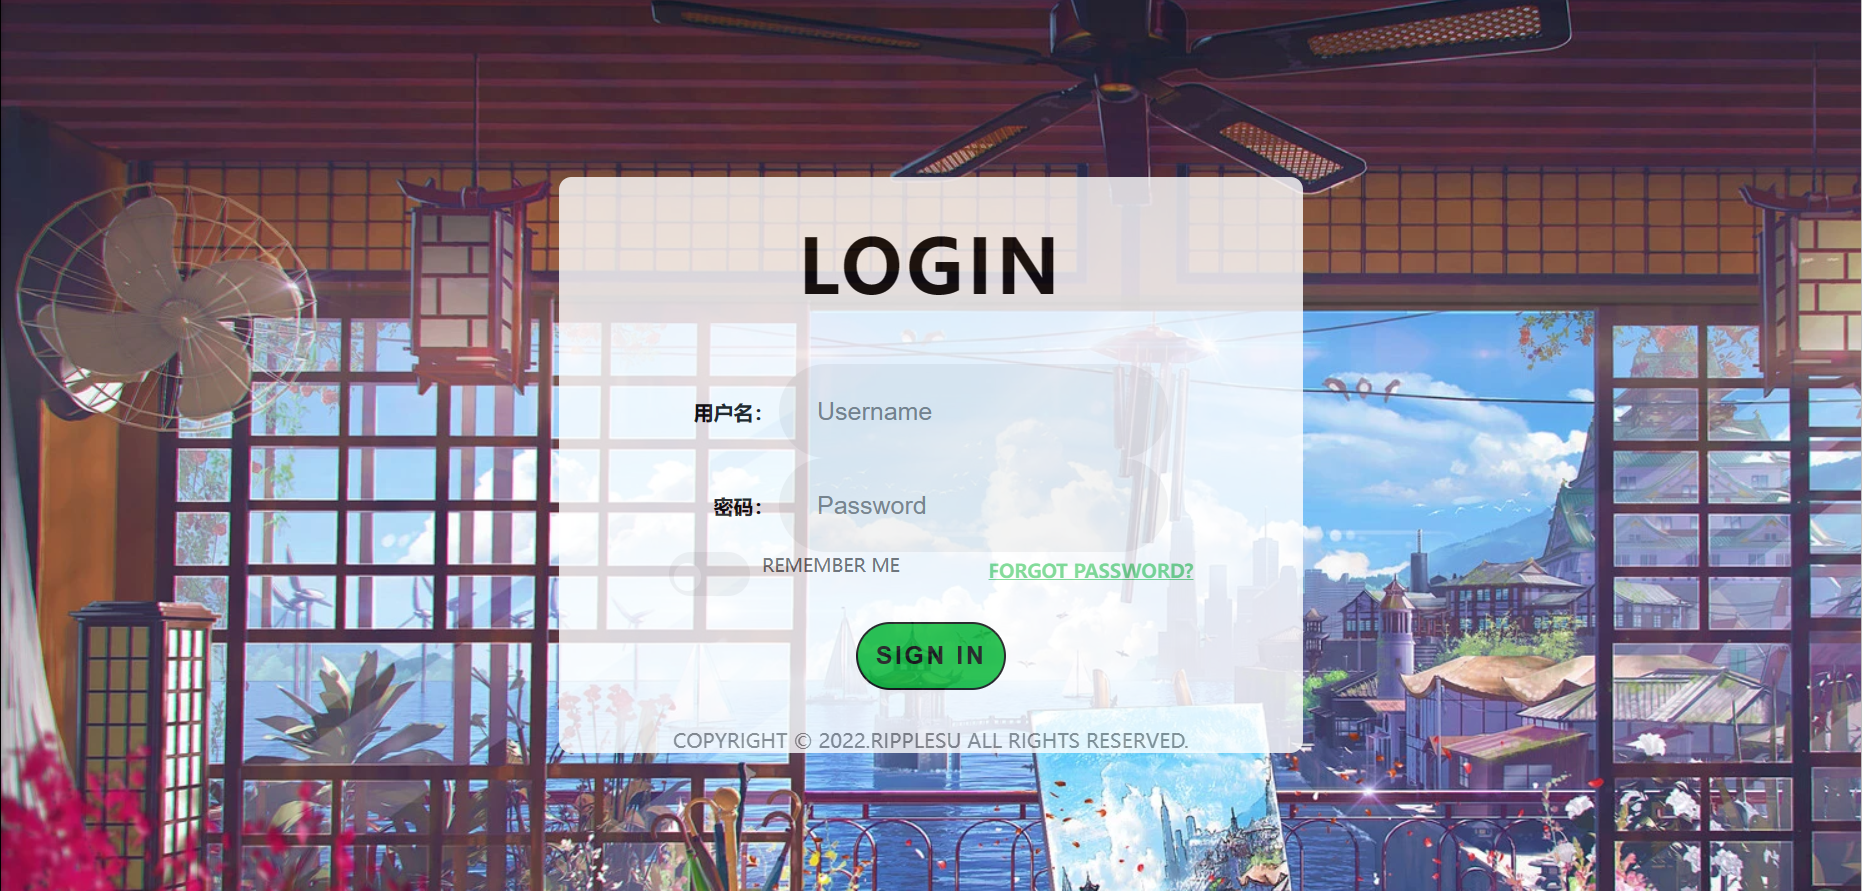 LOGIN
用户名： Username
密码： Password
REMEMBER ME FORGOT PASSWORD?
SIGN IN
COPYRIGHT © 2022.RIPPLESU ALL RIGHTS RESERVED.